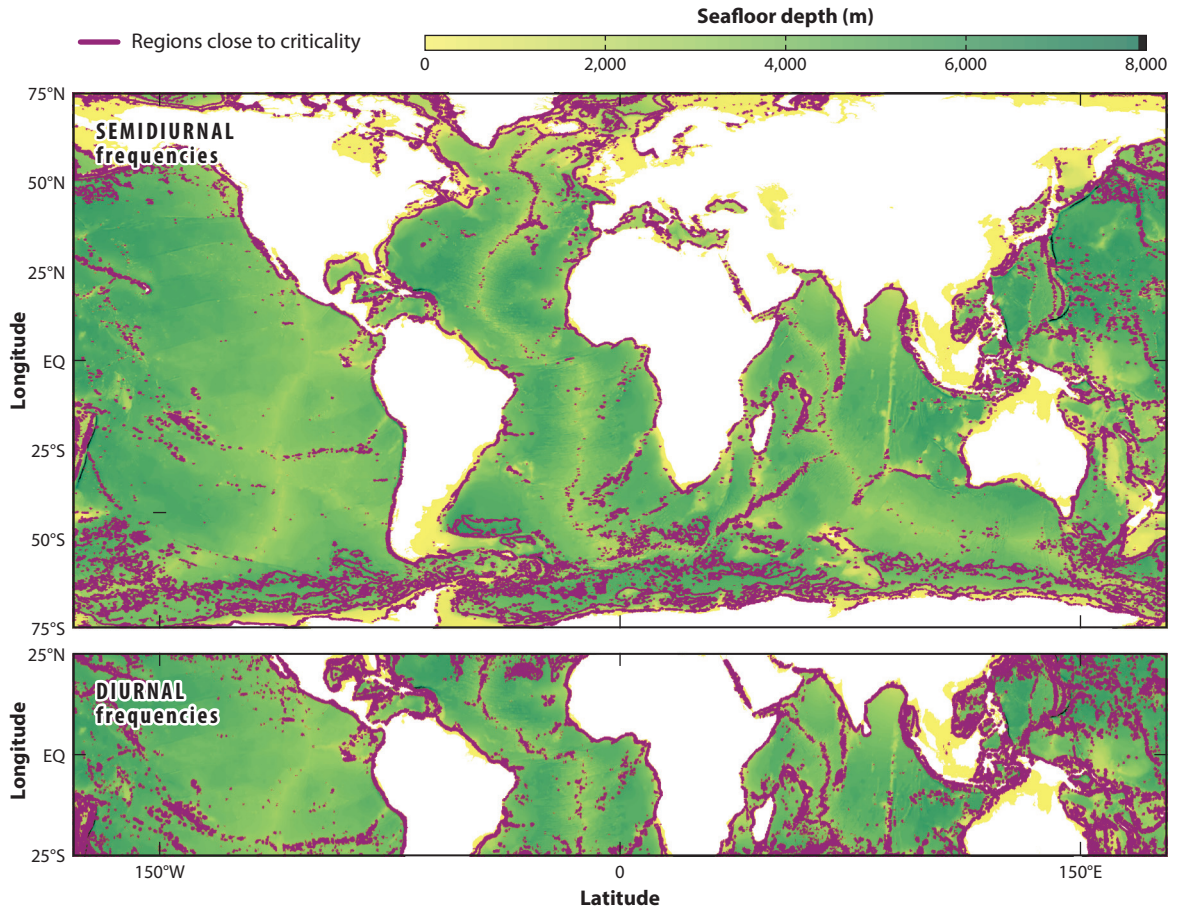 Seafloor depth (m)
Regions close to criticality
0 2,000 4,000 6,000 8,000
75°N
SEMIDIURNAL
frequencies
50°N
25°N
EQ
25°S
50°S
75°S
Longitude
25°N
DIURNAL
frequencies
EQ
25°S
Longitude
150°W 0 150°E
Latitude